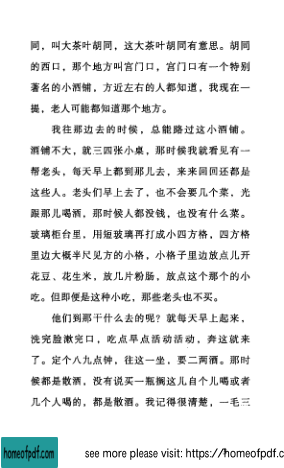 同，叫大茶叶胡同，这大茶叶胡同有意思。胡同
的西口，那个地方叫宫门口，宫门口有一个特别
著名的小酒铺，方近左右的人都知道，我现在一
提，老人可能都知道那个地方。
我往那边去的时候，总能路过这小酒铺。
酒铺不大，就三四张小桌，那时候我就看见有一
帮老头，每天早上都到那儿去，来来回回还都是
这些人。老头们早上去了，也不会要几个菜，光
跟那儿喝酒，那时候人都没钱，也没有什么菜。
玻璃柜台里，用短玻璃再打成小四方格，四方格
里边大概半尺见方的小格，小格子里边放点儿开
花豆、花生米，放几片粉肠，放点这个那个的小
吃。但即便是这种小吃，那些老头也不买。
他们到那干什么去的呢？就每天早上起来，
洗完脸漱完口，吃点早点活动活动，奔这就来
了。定个八九点钟，往这一坐，要二两酒。那时
候都是散酒，没有说买一瓶搁这儿自个儿喝或者
几个人喝的，都是散酒。我记得很清楚，一毛三
homeofpdf.com
see more please visit: https://homeofpdf.c